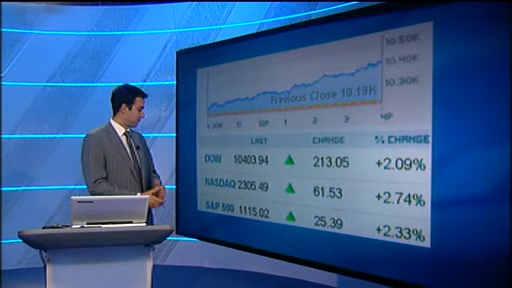 10.50K
10.40K
10.30K
Previous Close 10.19K
11 12P 1 2 3 4P
LAST CHANGE % CHANGE
DOW 10403.94 213.05 +2.09%
NASDAQ 2305.49 61.53 +2.74%
S&P 500 1115.02 25.39 +2.33%